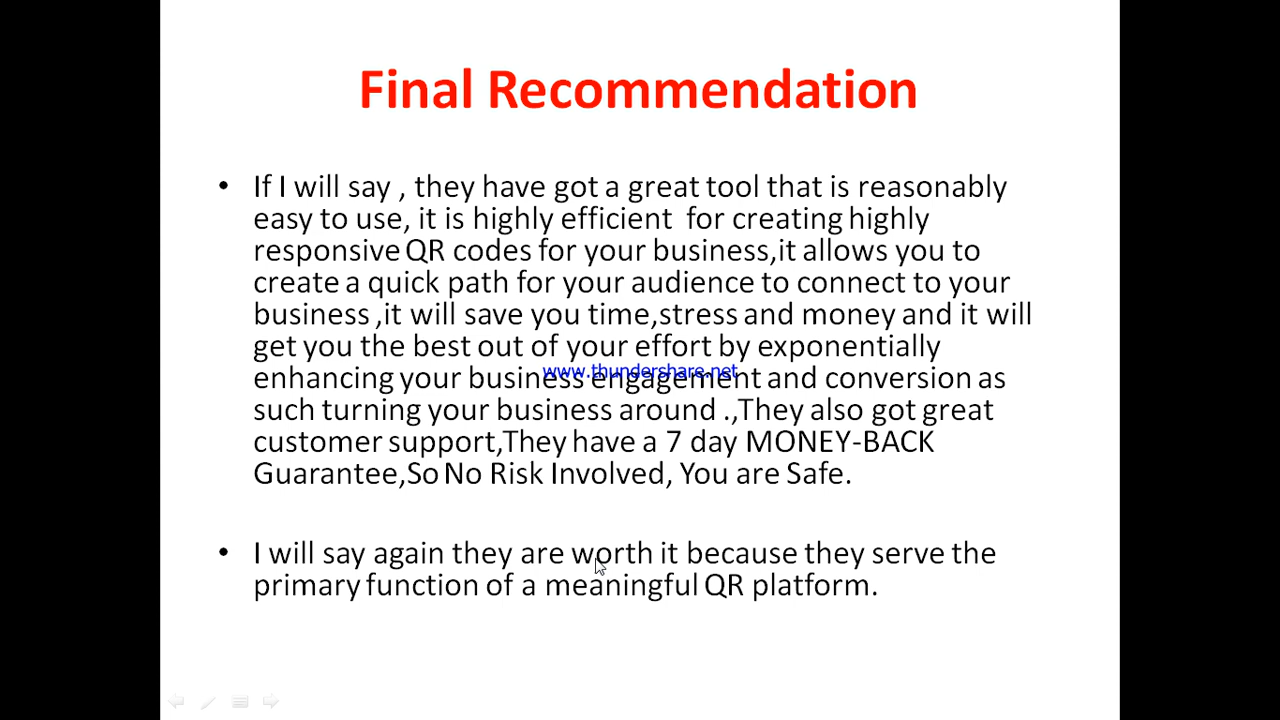 Final Recommendation
• If I will say , they have got a great tool that is reasonably
easy to use, it is highly efficient for creating highly
responsive QR codes for your business,it allows you to
create a quick path for your audience to connect to your
business ,it will save you time,stress and money and it will
get you the best out of your effort by exponentially
www.thundershare.net
enhancing your business engagement and conversion as
such turning your business around .,They also got great
customer support,They have a 7 day MONEY-BACK
Guarantee,So No Risk Involved, You are Safe.
• I will say again they are worth it because they serve the
primary function of a meaningful QR platform.